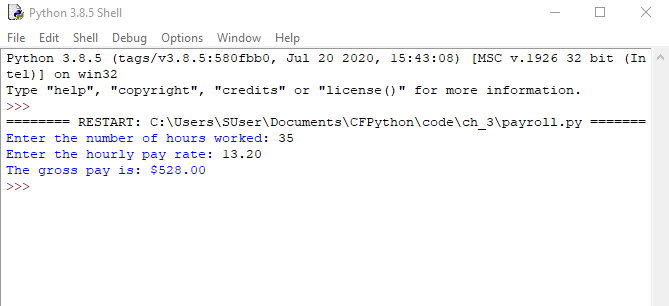 Python 3.8.5 Shell
File Edit Shell Debug Options Window Help
Python 3.8.5 (tags/v3.8.5:580fbb0, Jul 20 2020, 15:43:08) [MSC v.1926 32 bit (In
tel)] on win32
Type "help", "copyright", "credits" or "license()" for more information.
>>>
======== RESTART: C:\Users\SUser\Documents\CFPython\code\ch_3\payroll.py =======
Enter the number of hours worked: 35
Enter the hourly pay rate: 13.20
The gross pay is: $528.00
>>>